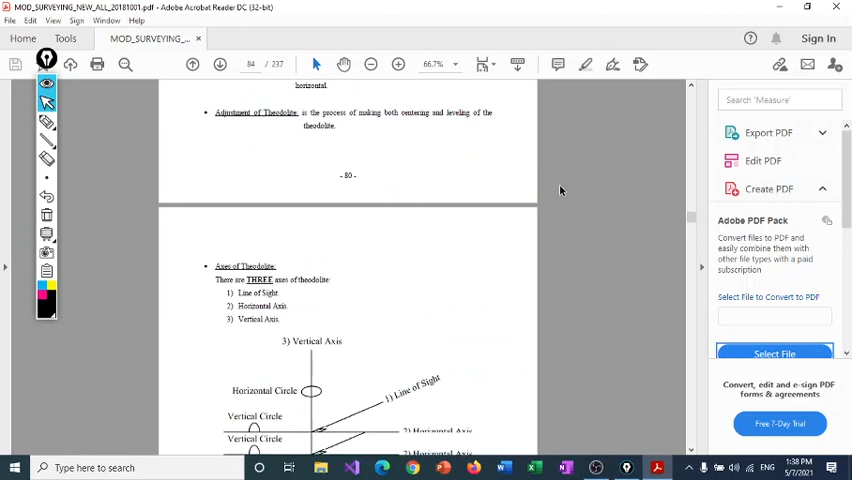 MOD_SURVEYING_NEW_ALL_20181001.pdf - Adobe Acrobat Reader DC (32-bit)
File Edit View Sign Window Help
Home Tools MOD_SURVEYING_... × Sign In
84 / 237 66.7%
horizontal.
• Adjustment of Theodolite: is the process of making both centering and leveling of the
theodolite.
- 80 -
• Axes of Theodolite:
There are THREE axes of theodolite:
1) Line of Sight.
2) Horizontal Axis.
3) Vertical Axis.
3) Vertical Axis
Horizontal Circle
1) Line of Sight
Vertical Circle
2) Horizontal Axis
Vertical Circle
2) Horizontal Axis
Search 'Measure'
Export PDF
Edit PDF
Create PDF
Adobe PDF Pack
Convert files to PDF and
easily combine them with
other file types with a paid
subscription
Select File to Convert to PDF
Select File
Convert, edit and e-sign PDF
forms & agreements
Free 7-Day Trial
Type here to search
ENG
1:38 PM
5/7/2021